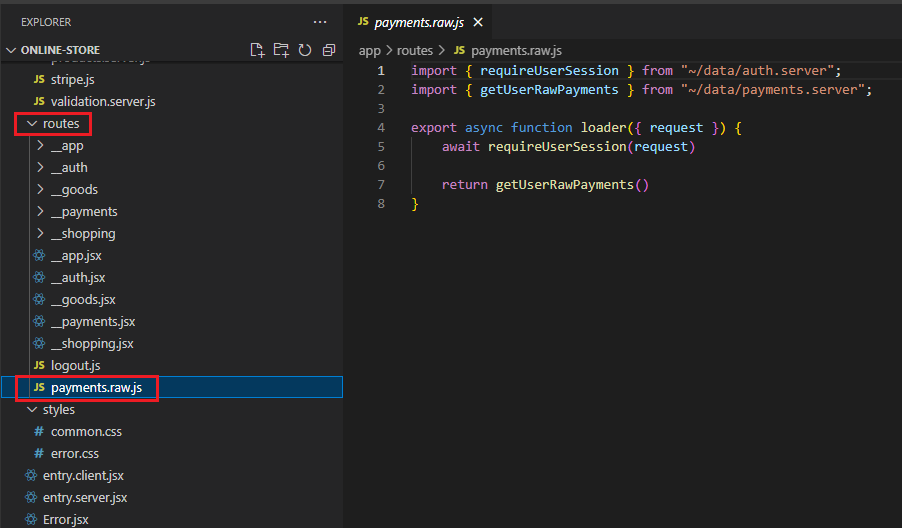 EXPLORER
ONLINE-STORE
products.server.js
JS stripe.js
JS validation.server.js
routes
__app
__auth
__goods
__payments
__shopping
__app.jsx
__auth.jsx
__goods.jsx
__payments.jsx
__shopping.jsx
JS logout.js
JS payments.raw.js
styles
# common.css
# error.css
entry.client.jsx
entry.server.jsx
Error.jsx
JS payments.raw.js
app > routes > JS payments.raw.js
1 import { requireUserSession } from "~/data/auth.server";
2 import { getUserRawPayments } from "~/data/payments.server";
3
4 export async function loader({ request }) {
5     await requireUserSession(request)
6
7     return getUserRawPayments()
8 }